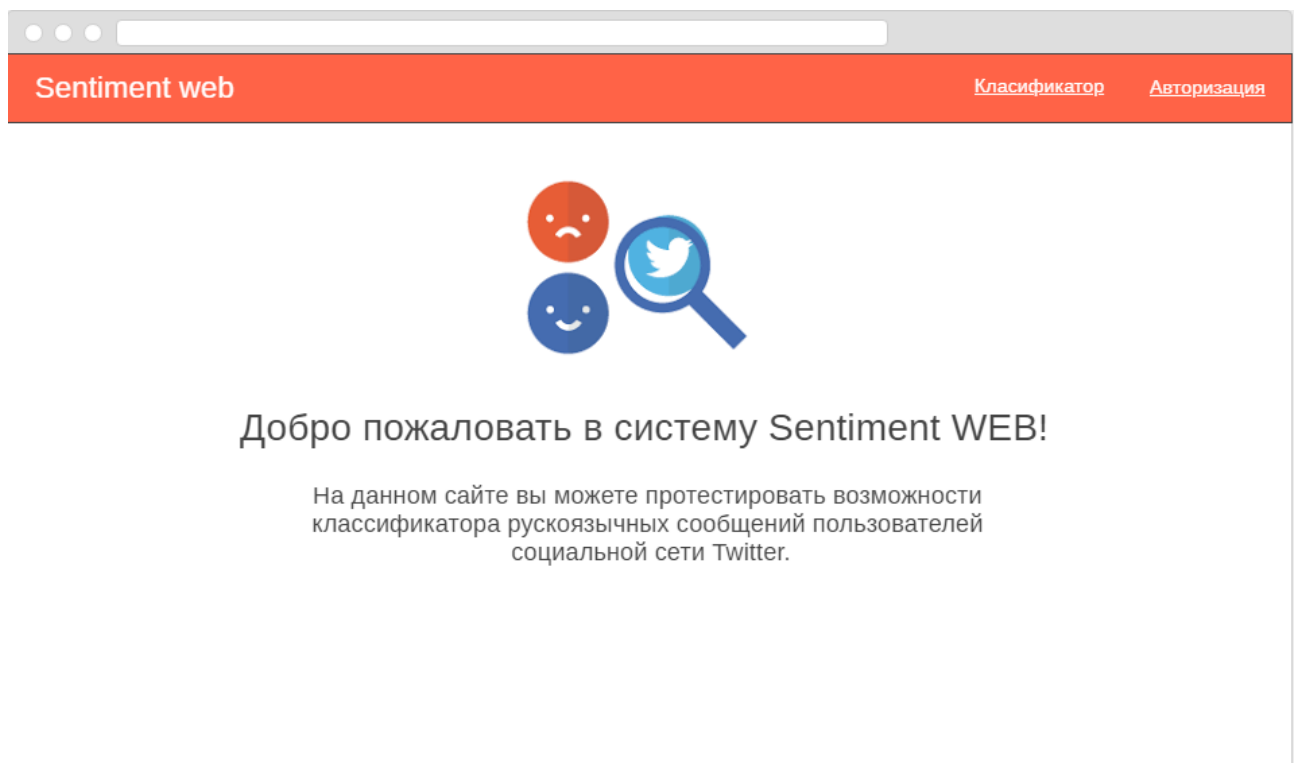 Sentiment web
Класификатор
Авторизация
Добро пожаловать в систему Sentiment WEB!
На данном сайте вы можете протестировать возможности
классификатора рускоязычных сообщений пользователей
социальной сети Twitter.